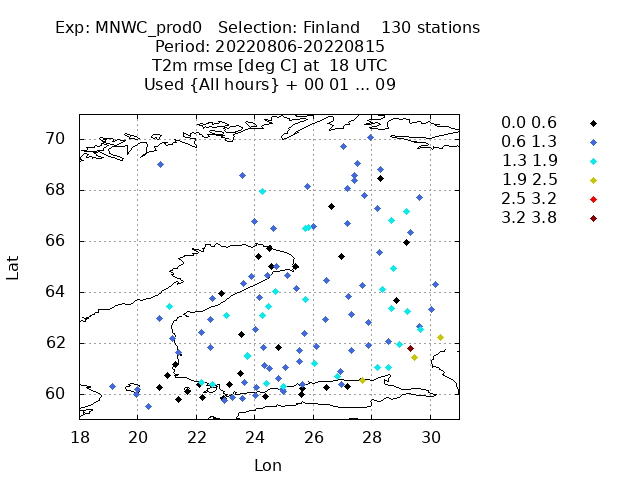 Exp: MNWC_prod0   Selection: Finland    130 stations
Period: 20220806-20220815
T2m rmse [deg C] at  18 UTC
Used {All hours} + 00 01 ... 09
0.0 0.6
0.6 1.3
1.3 1.9
1.9 2.5
2.5 3.2
3.2 3.8
Lat
70
68
66
64
62
60
18 20 22 24 26 28 30
Lon